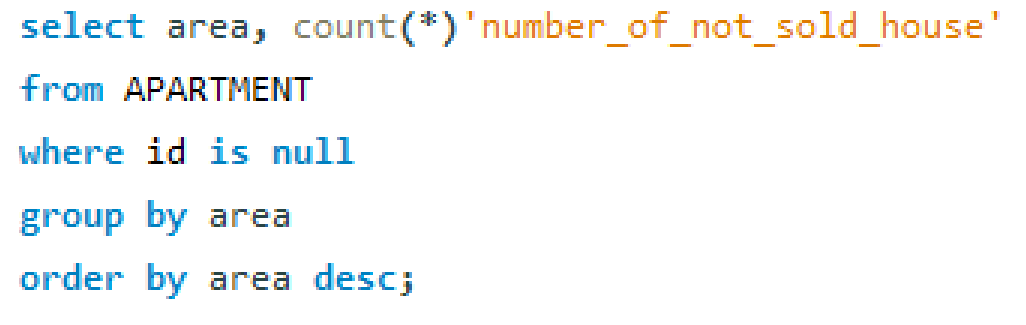 select area, count(*)'number_of_not_sold_house'
from APARTMENT
where id is null
group by area
order by area desc;